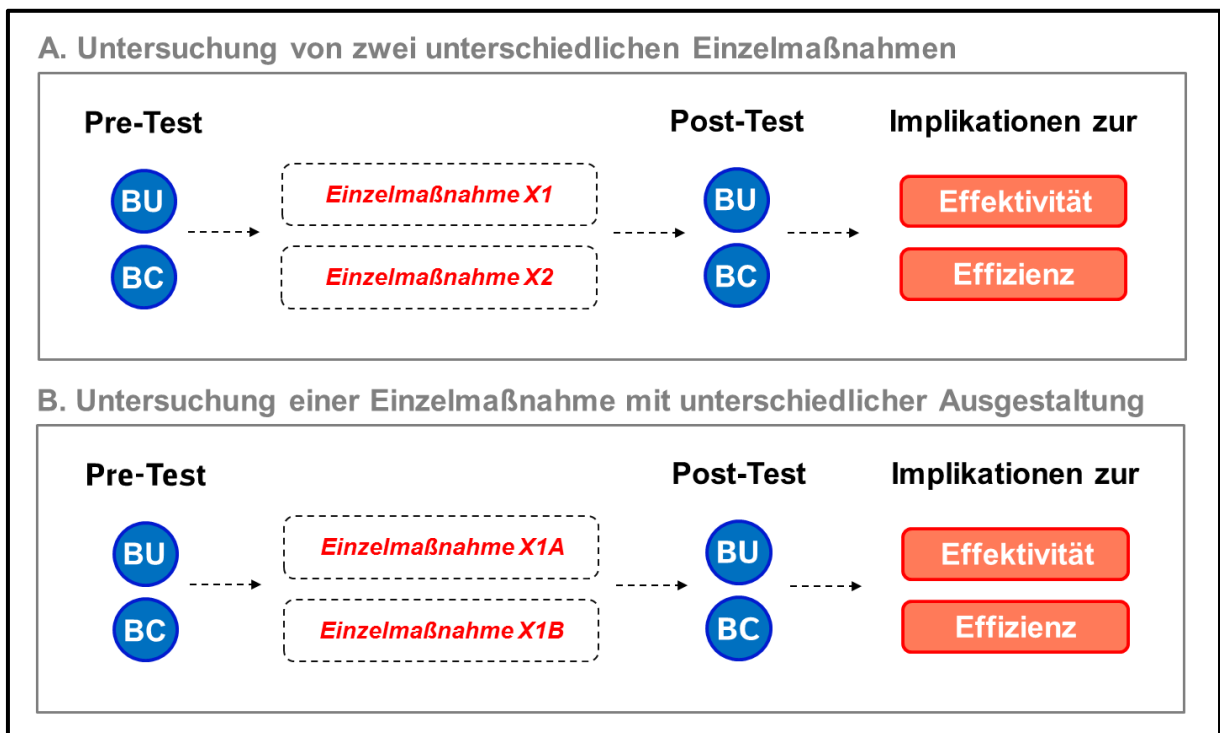 A. Untersuchung von zwei unterschiedlichen Einzelmaßnahmen
Pre-Test
Post-Test
Implikationen zur
BU
Einzelmaßnahme X1
BU
Effektivität
BC
Einzelmaßnahme X2
BC
Effizienz
B. Untersuchung einer Einzelmaßnahme mit unterschiedlicher Ausgestaltung
Pre-Test
Post-Test
Implikationen zur
BU
Einzelmaßnahme X1A
BU
Effektivität
BC
Einzelmaßnahme X1B
BC
Effizienz